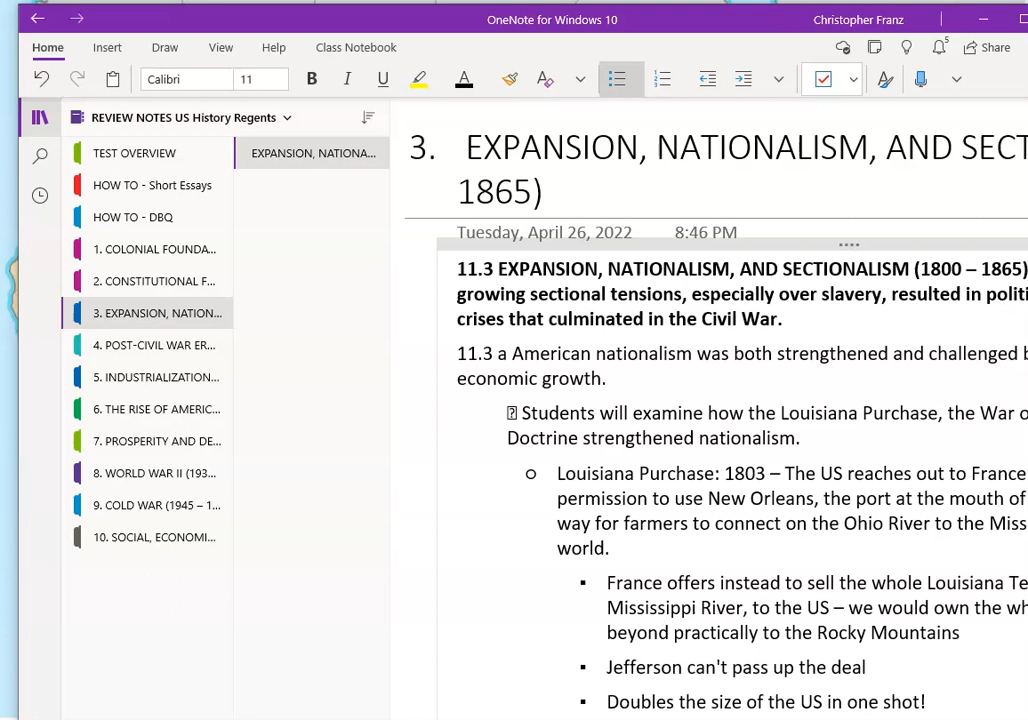 OneNote for Windows 10
Christopher Franz
Home Insert Draw View Help Class Notebook
5
Share
Calibri 11 B I U A
REVIEW NOTES US History Regents
TEST OVERVIEW
HOW TO - Short Essays
HOW TO - DBQ
1. COLONIAL FOUNDA...
2. CONSTITUTIONAL F...
3. EXPANSION, NATION...
4. POST-CIVIL WAR ER...
5. INDUSTRIALIZATION...
6. THE RISE OF AMERIC...
7. PROSPERITY AND DE...
8. WORLD WAR II (193...
9. COLD WAR (1945 – 1...
10. SOCIAL, ECONOMI...
EXPANSION, NATIONA...
3. EXPANSION, NATIONALISM, AND SECT
1865)
Tuesday, April 26, 2022 8:46 PM
11.3 EXPANSION, NATIONALISM, AND SECTIONALISM (1800 – 1865)
growing sectional tensions, especially over slavery, resulted in politi
crises that culminated in the Civil War.
11.3 a American nationalism was both strengthened and challenged b
economic growth.
Students will examine how the Louisiana Purchase, the War o
Doctrine strengthened nationalism.
Louisiana Purchase: 1803 – The US reaches out to France
permission to use New Orleans, the port at the mouth of
way for farmers to connect on the Ohio River to the Miss
world.
France offers instead to sell the whole Louisiana Te
Mississippi River, to the US – we would own the wh
beyond practically to the Rocky Mountains
Jefferson can't pass up the deal
Doubles the size of the US in one shot!